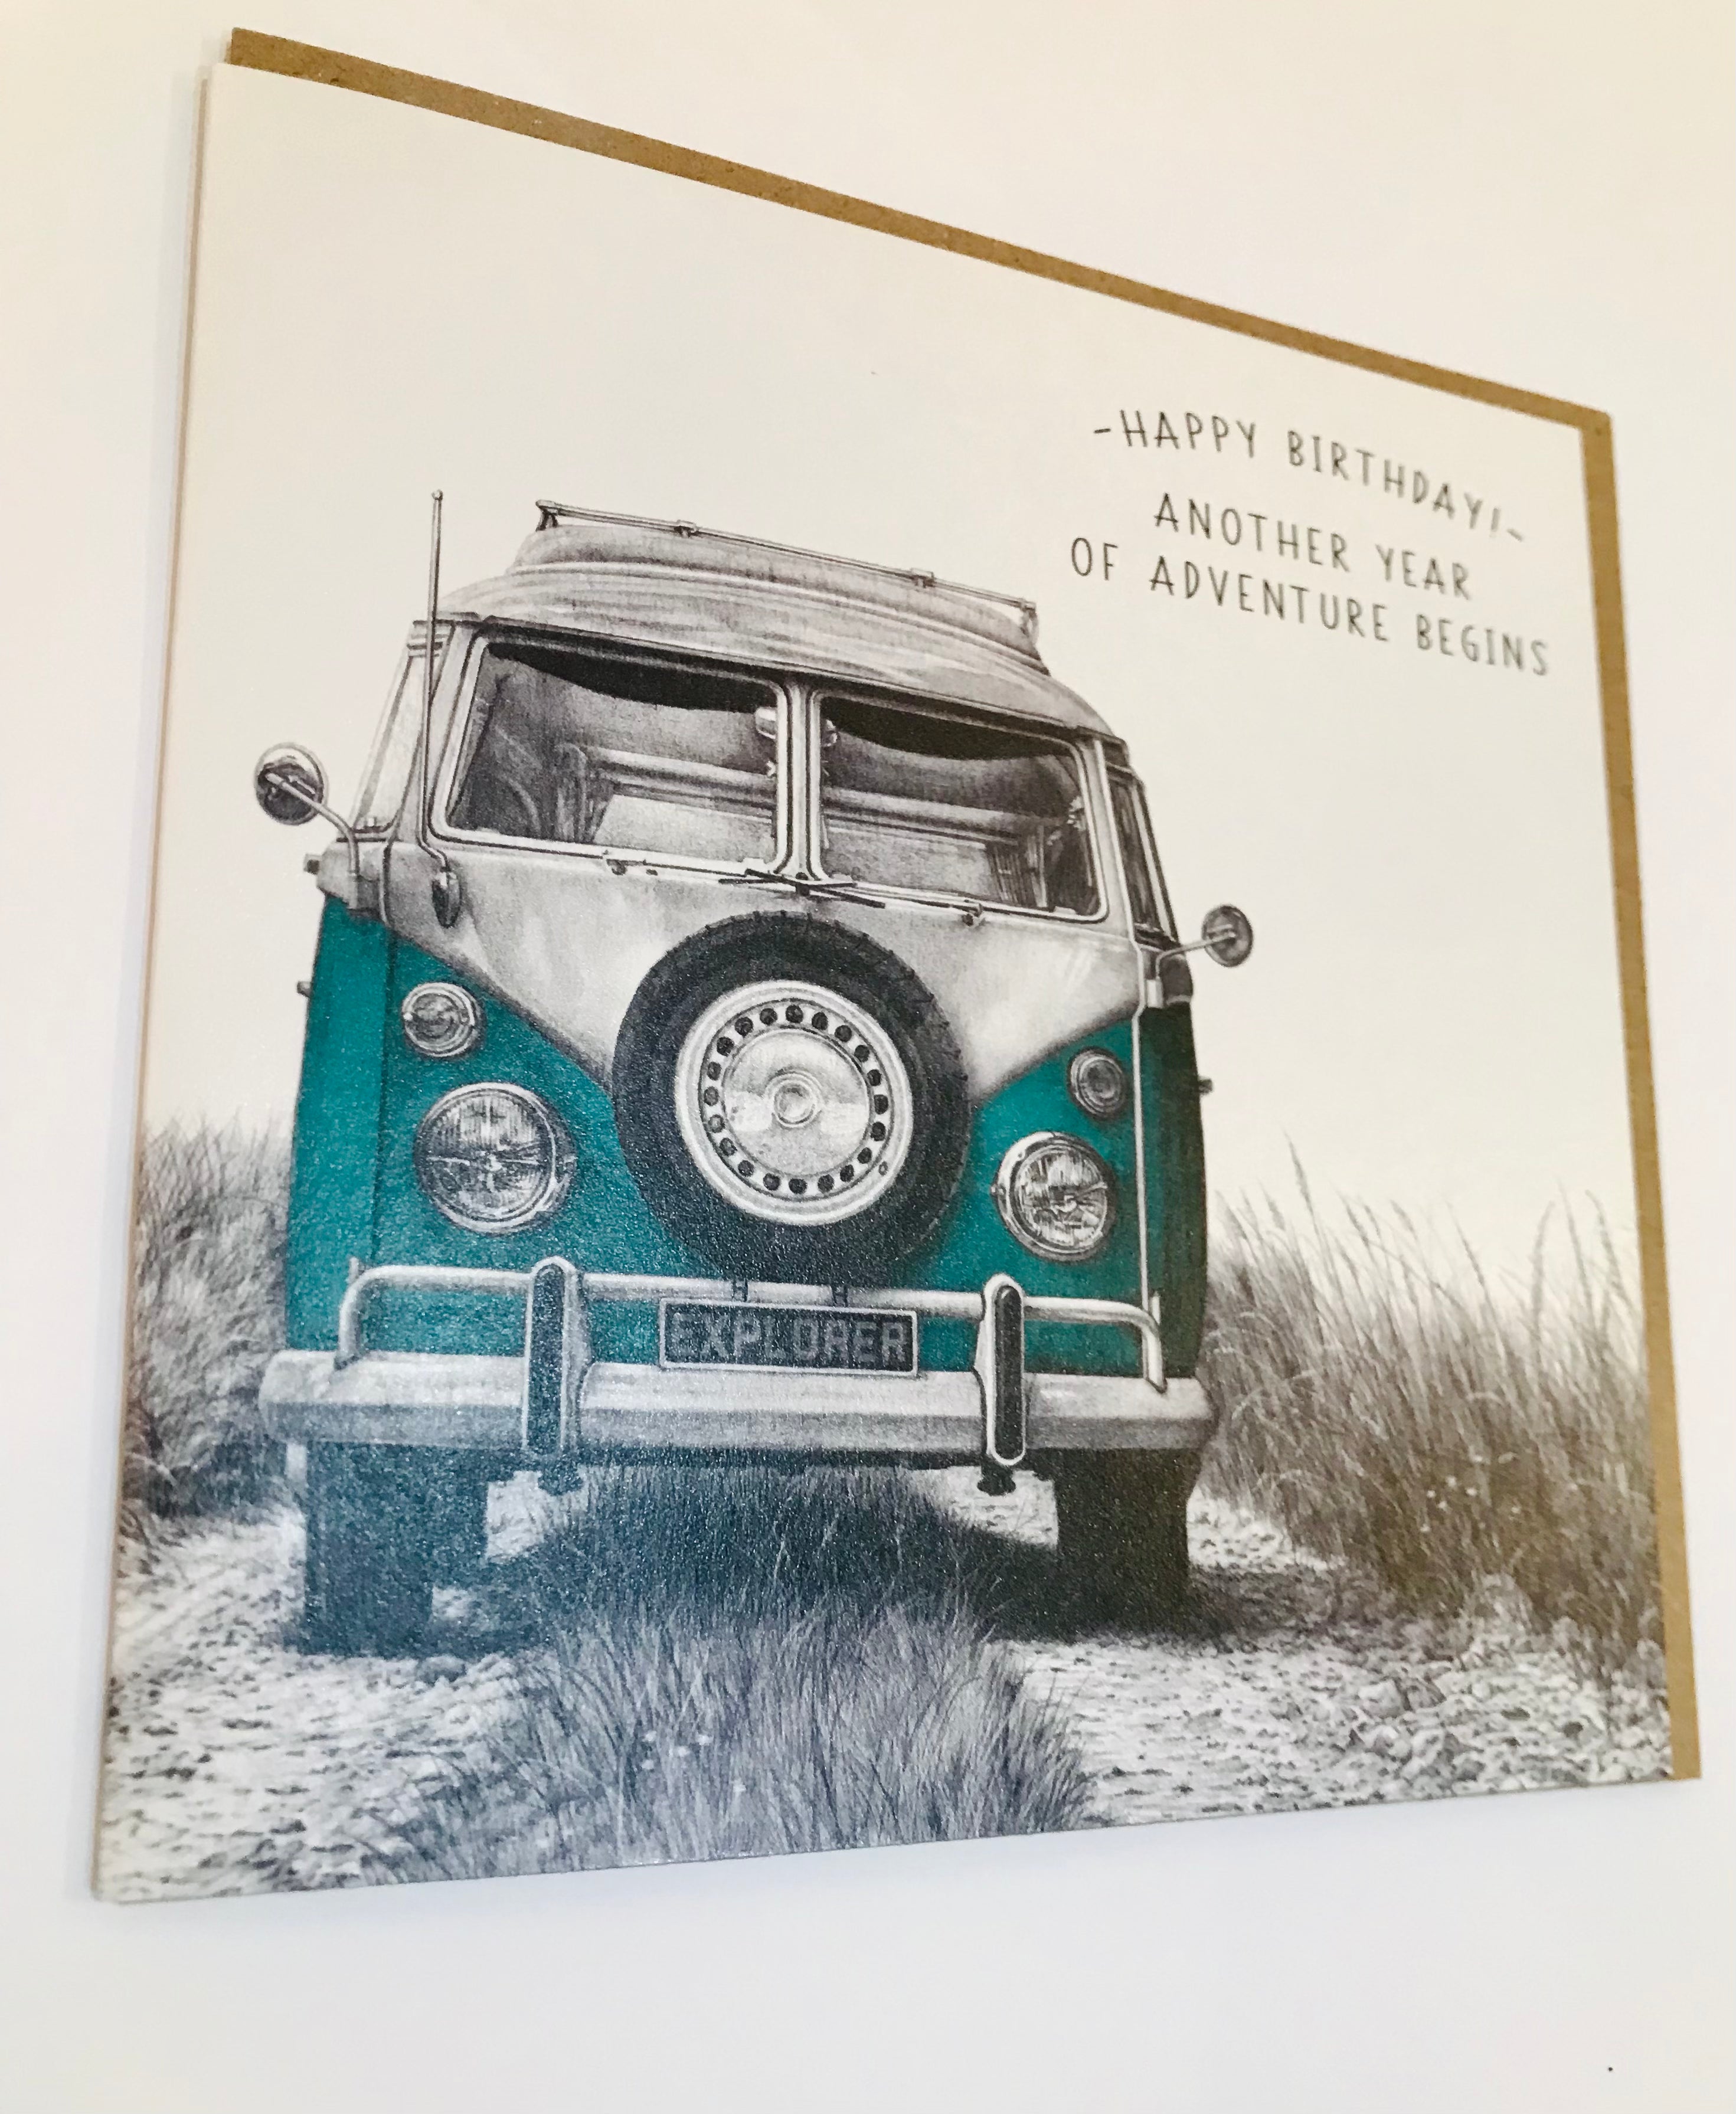 -HAPPY BIRTHDAY!-
ANOTHER YEAR
OF ADVENTURE BEGINS
EXPLORER